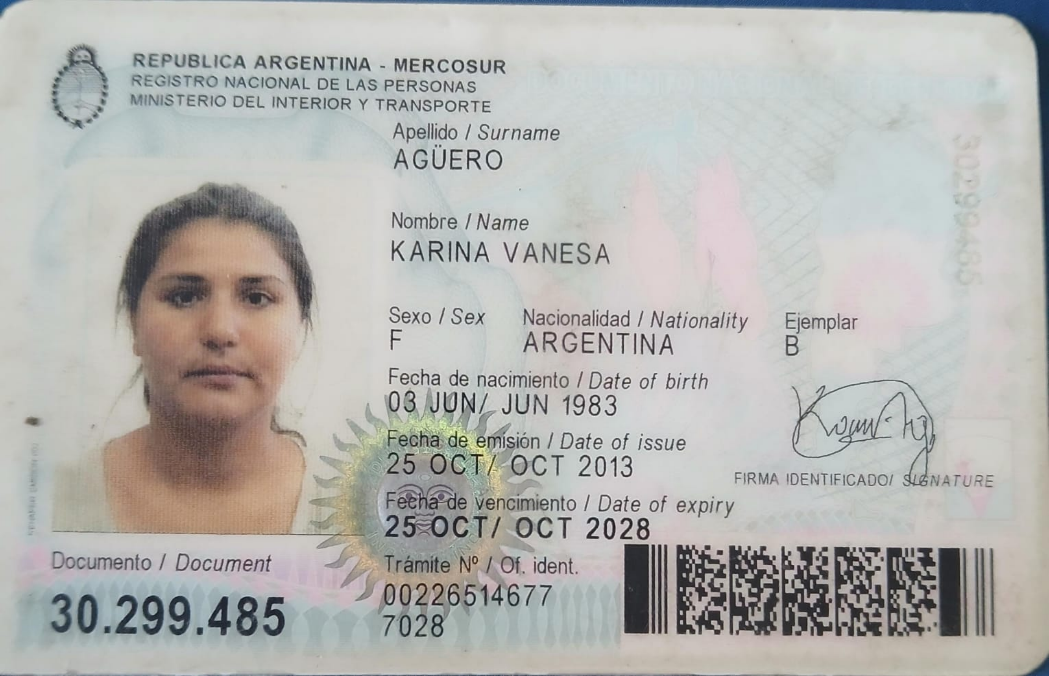 REPUBLICA ARGENTINA - MERCOSUR
REGISTRO NACIONAL DE LAS PERSONAS
MINISTERIO DEL INTERIOR Y TRANSPORTE
Apellido / Surname
AGÜERO
Nombre / Name
KARINA VANESA
Sexo / Sex Nacionalidad / Nationality Ejemplar
F ARGENTINA B
Fecha de nacimiento / Date of birth
03 JUN/ JUN 1983
Fecha de emisión / Date of issue
25 OCT/ OCT 2013
FIRMA IDENTIFICADO/ SIGNATURE
Fecha de vencimiento / Date of expiry
25 OCT/ OCT 2028
Documento / Document
30.299.485
Trámite Nº / Of. ident.
00226514677
7028
30299485